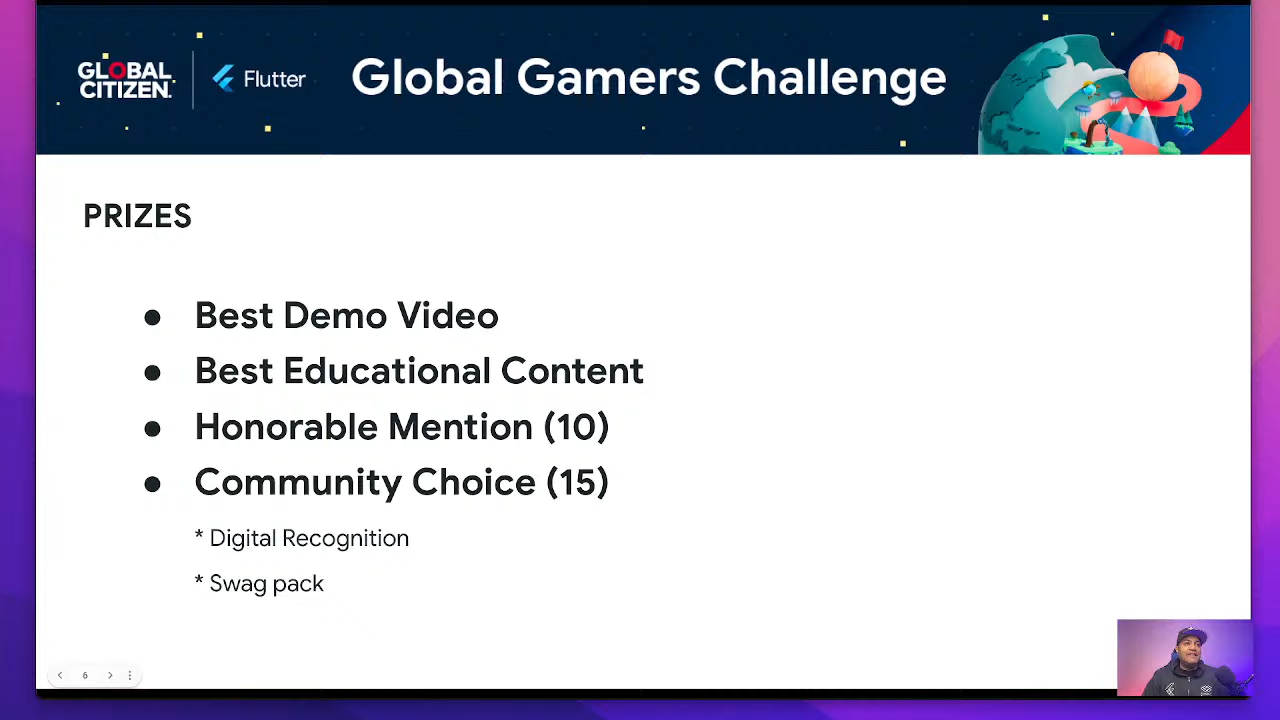 GLOBAL
CITIZEN.
Flutter
Global Gamers Challenge
PRIZES
● Best Demo Video
● Best Educational Content
● Honorable Mention (10)
● Community Choice (15)
* Digital Recognition
* Swag pack
6